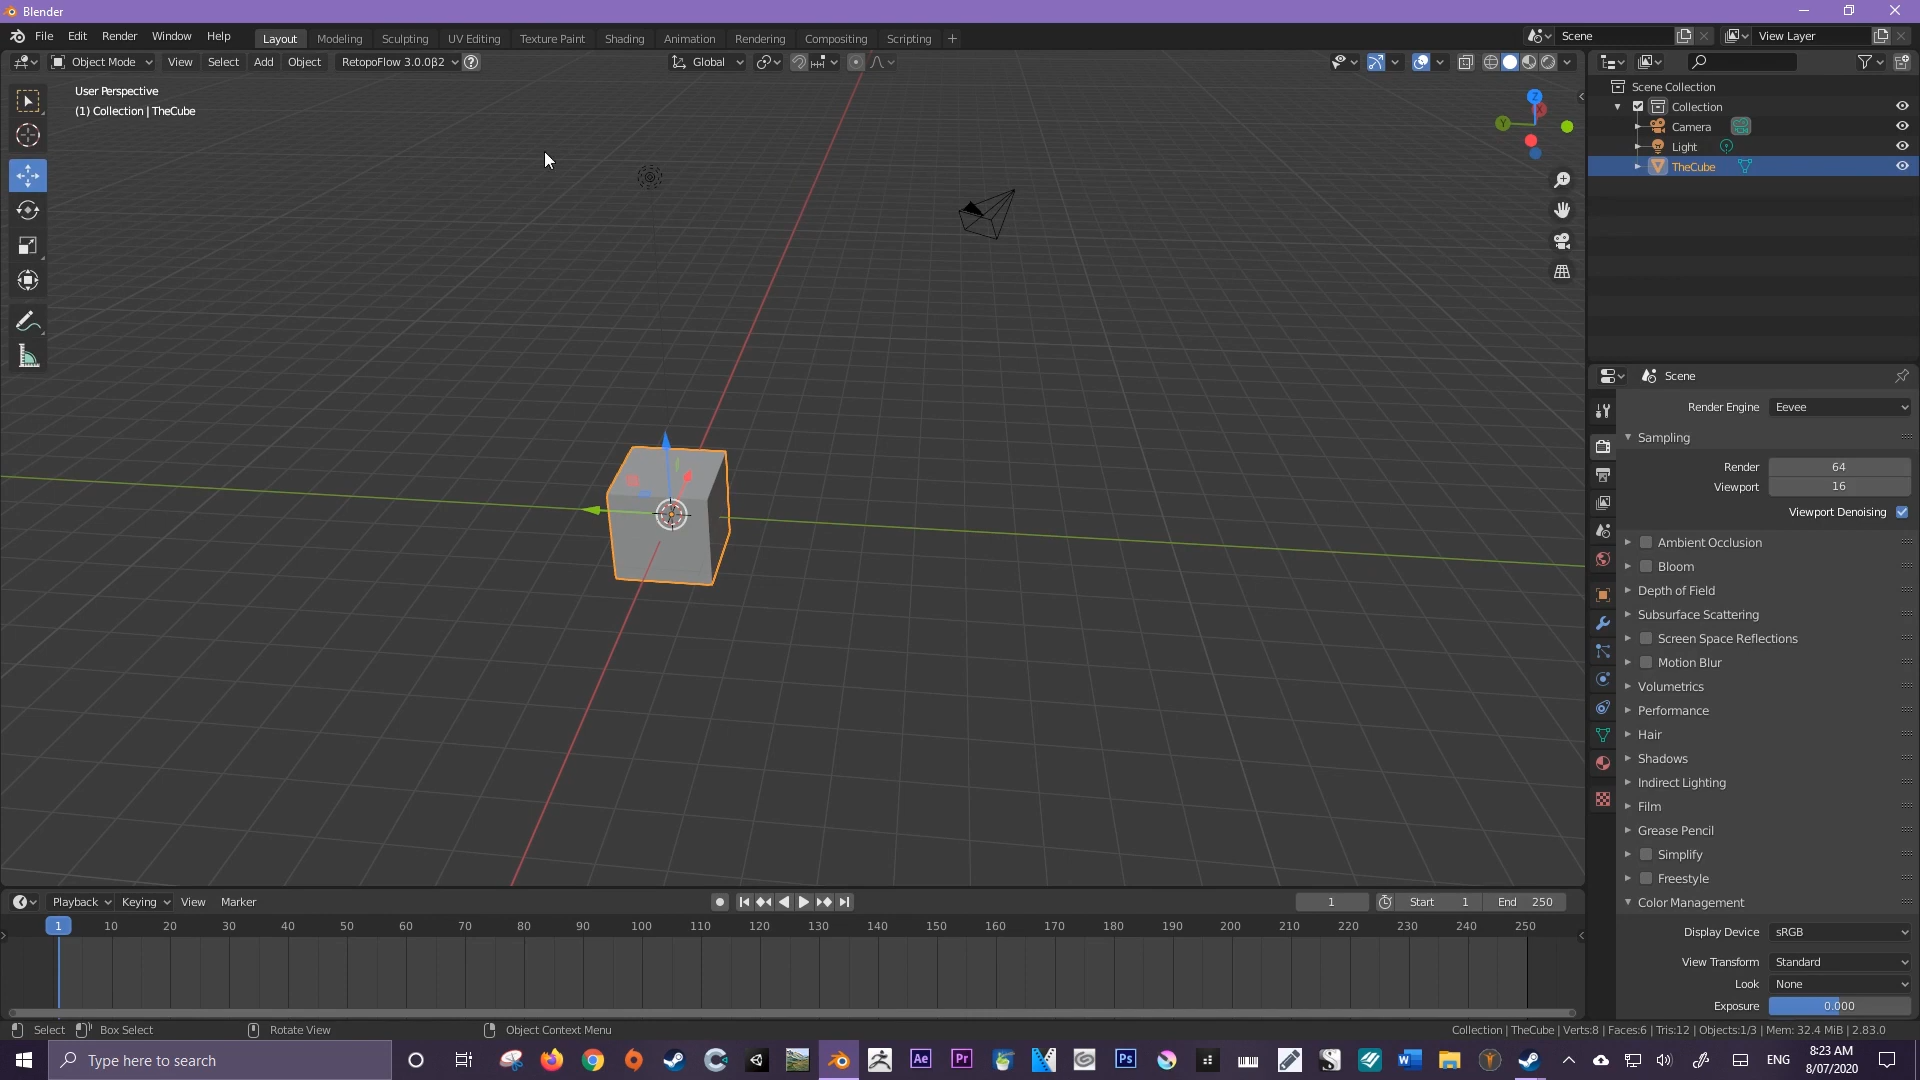 Blender
File Edit Render Window Help Layout Modeling Sculpting UV Editing Texture Paint Shading Animation Rendering Compositing Scripting + Scene View Layer
Object Mode View Select Add Object RetopoFlow 3.0.0β2 Global
User Perspective
(1) Collection | TheCube
Z
X
Y
Scene Collection
Collection
Camera
Light
TheCube
Scene
Render Engine Eevee
Sampling
Render 64
Viewport 16
Viewport Denoising
Ambient Occlusion
Bloom
Depth of Field
Subsurface Scattering
Screen Space Reflections
Motion Blur
Volumetrics
Performance
Hair
Shadows
Indirect Lighting
Film
Grease Pencil
Simplify
Freestyle
Color Management
Display Device sRGB
View Transform Standard
Look None
Exposure 0.000
Playback Keying View Marker 1 Start 1 End 250
1 10 20 30 40 50 60 70 80 90 100 110 120 130 140 150 160 170 180 190 200 210 220 230 240 250
Select Box Select Rotate View Object Context Menu Collection | TheCube | Verts:8 | Faces:6 | Tris:12 | Objects:1/3 | Mem: 32.4 MiB | 2.83.0
Type here to search Ae Pr Ps ENG 8:23 AM
8/07/2020